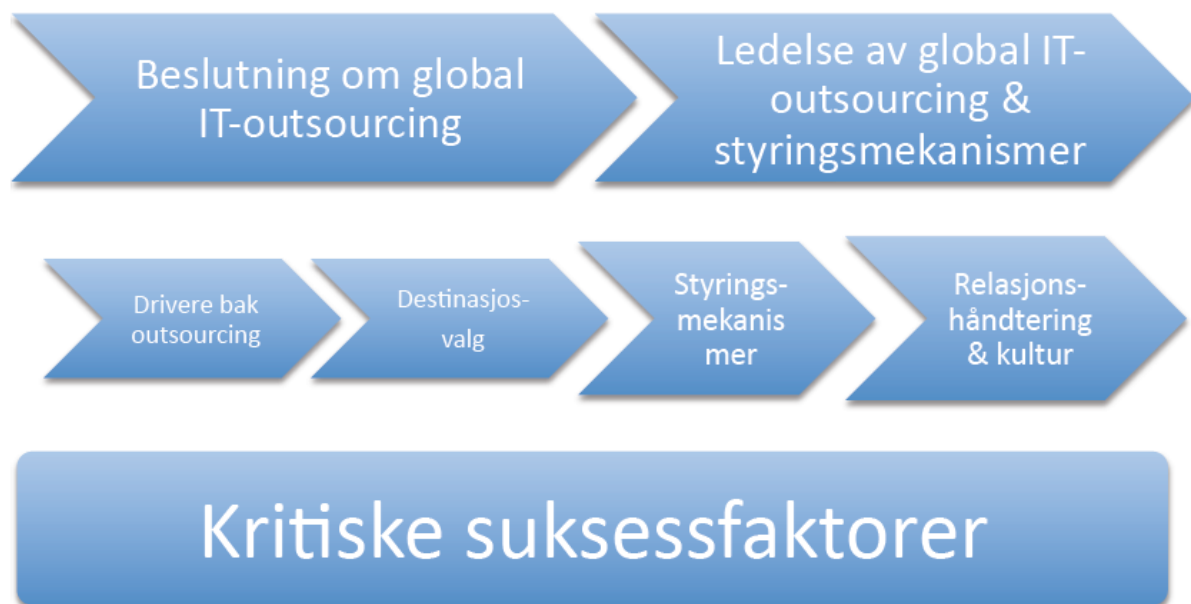 Beslutning om global
IT-outsourcing
Ledelse av global IT-
outsourcing &
styringsmekanismer
Drivere bak
outsourcing
Destinasjos-
valg
Styrings-
mekanis
mer
Relasjons-
håndtering
& kultur
Kritiske suksessfaktorer